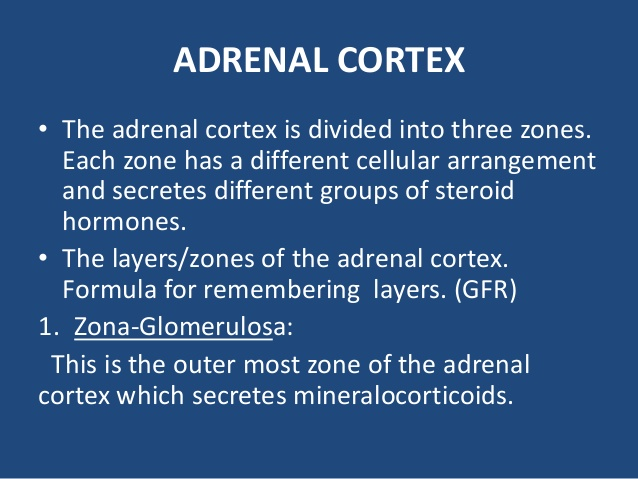 ADRENAL CORTEX
• The adrenal cortex is divided into three zones.
Each zone has a different cellular arrangement
and secretes different groups of steroid
hormones.
• The layers/zones of the adrenal cortex.
Formula for remembering  layers. (GFR)
1. Zona-Glomerulosa:
This is the outer most zone of the adrenal
cortex which secretes mineralocorticoids.